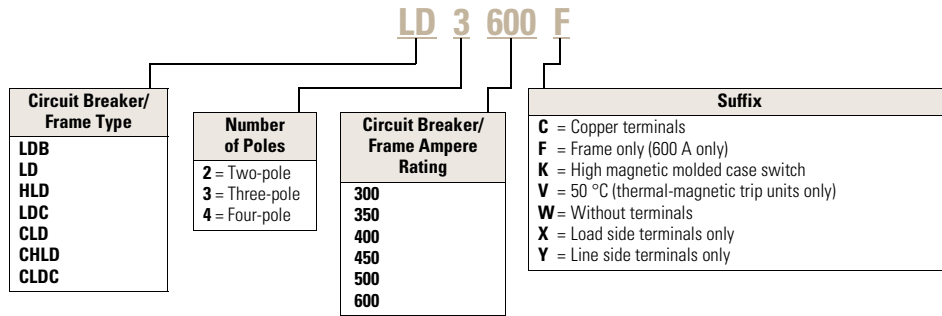 LD 3 600 F
Circuit Breaker/
Frame Type
LDB
LD
HLD
LDC
CLD
CHLD
CLDC
Number
of Poles
2 = Two-pole
3 = Three-pole
4 = Four-pole
Circuit Breaker/
Frame Ampere
Rating
300
350
400
450
500
600
Suffix
C = Copper terminals
F = Frame only (600 A only)
K = High magnetic molded case switch
V = 50 °C (thermal-magnetic trip units only)
W = Without terminals
X = Load side terminals only
Y = Line side terminals only